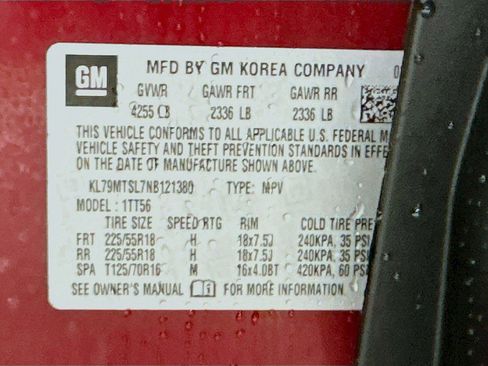 GM MFD BY GM KOREA COMPANY 0
GVWR GAWR FRT GAWR RR
4255 LB 2336 LB 2336 LB
THIS VEHICLE CONFORMS TO ALL APPLICABLE U.S. FEDERAL M
VEHICLE SAFETY AND THEFT PREVENTION STANDARDS IN EFFE
ON THE DATE OF MANUFACTURE SHOWN ABOVE.
KL79MTSL7NB121380 TYPE: MPV
MODEL: 1TT56
TIRE SIZE SPEED RTG RIM COLD TIRE PRE
FRT 225/55R18 H 18x7.5J 240KPA, 35 PSI
RR 225/55R18 H 18x7.5J 240KPA, 35 PSI
SPA T125/70R16 M 16x4.0BT 420KPA, 60 PSI
SEE OWNER'S MANUAL FOR MORE INFORMATION.